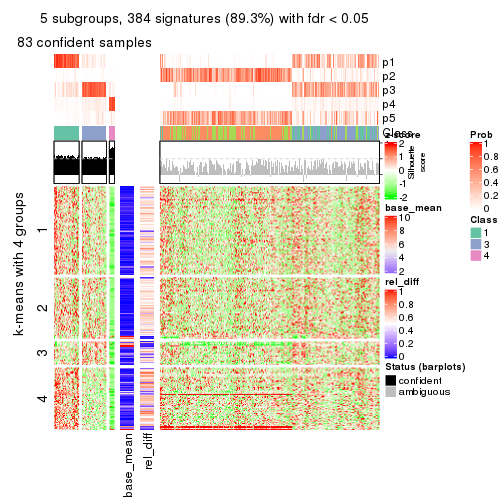 5 subgroups, 384 signatures (89.3%) with fdr < 0.05
83 confident samples
p1
p2
p3
p4
p5
Class
k-means with 4 groups
1
2
3
4
base_mean
rel_diff
z-score
2
1
0
-1
-2
Silhouette
score
base_mean
10
8
6
4
2
rel_diff
1
0.8
0.6
0.4
0.2
0
Status (barplots)
confident
ambiguous
Prob
1
0.8
0.6
0.4
0.2
0
Class
1
3
4